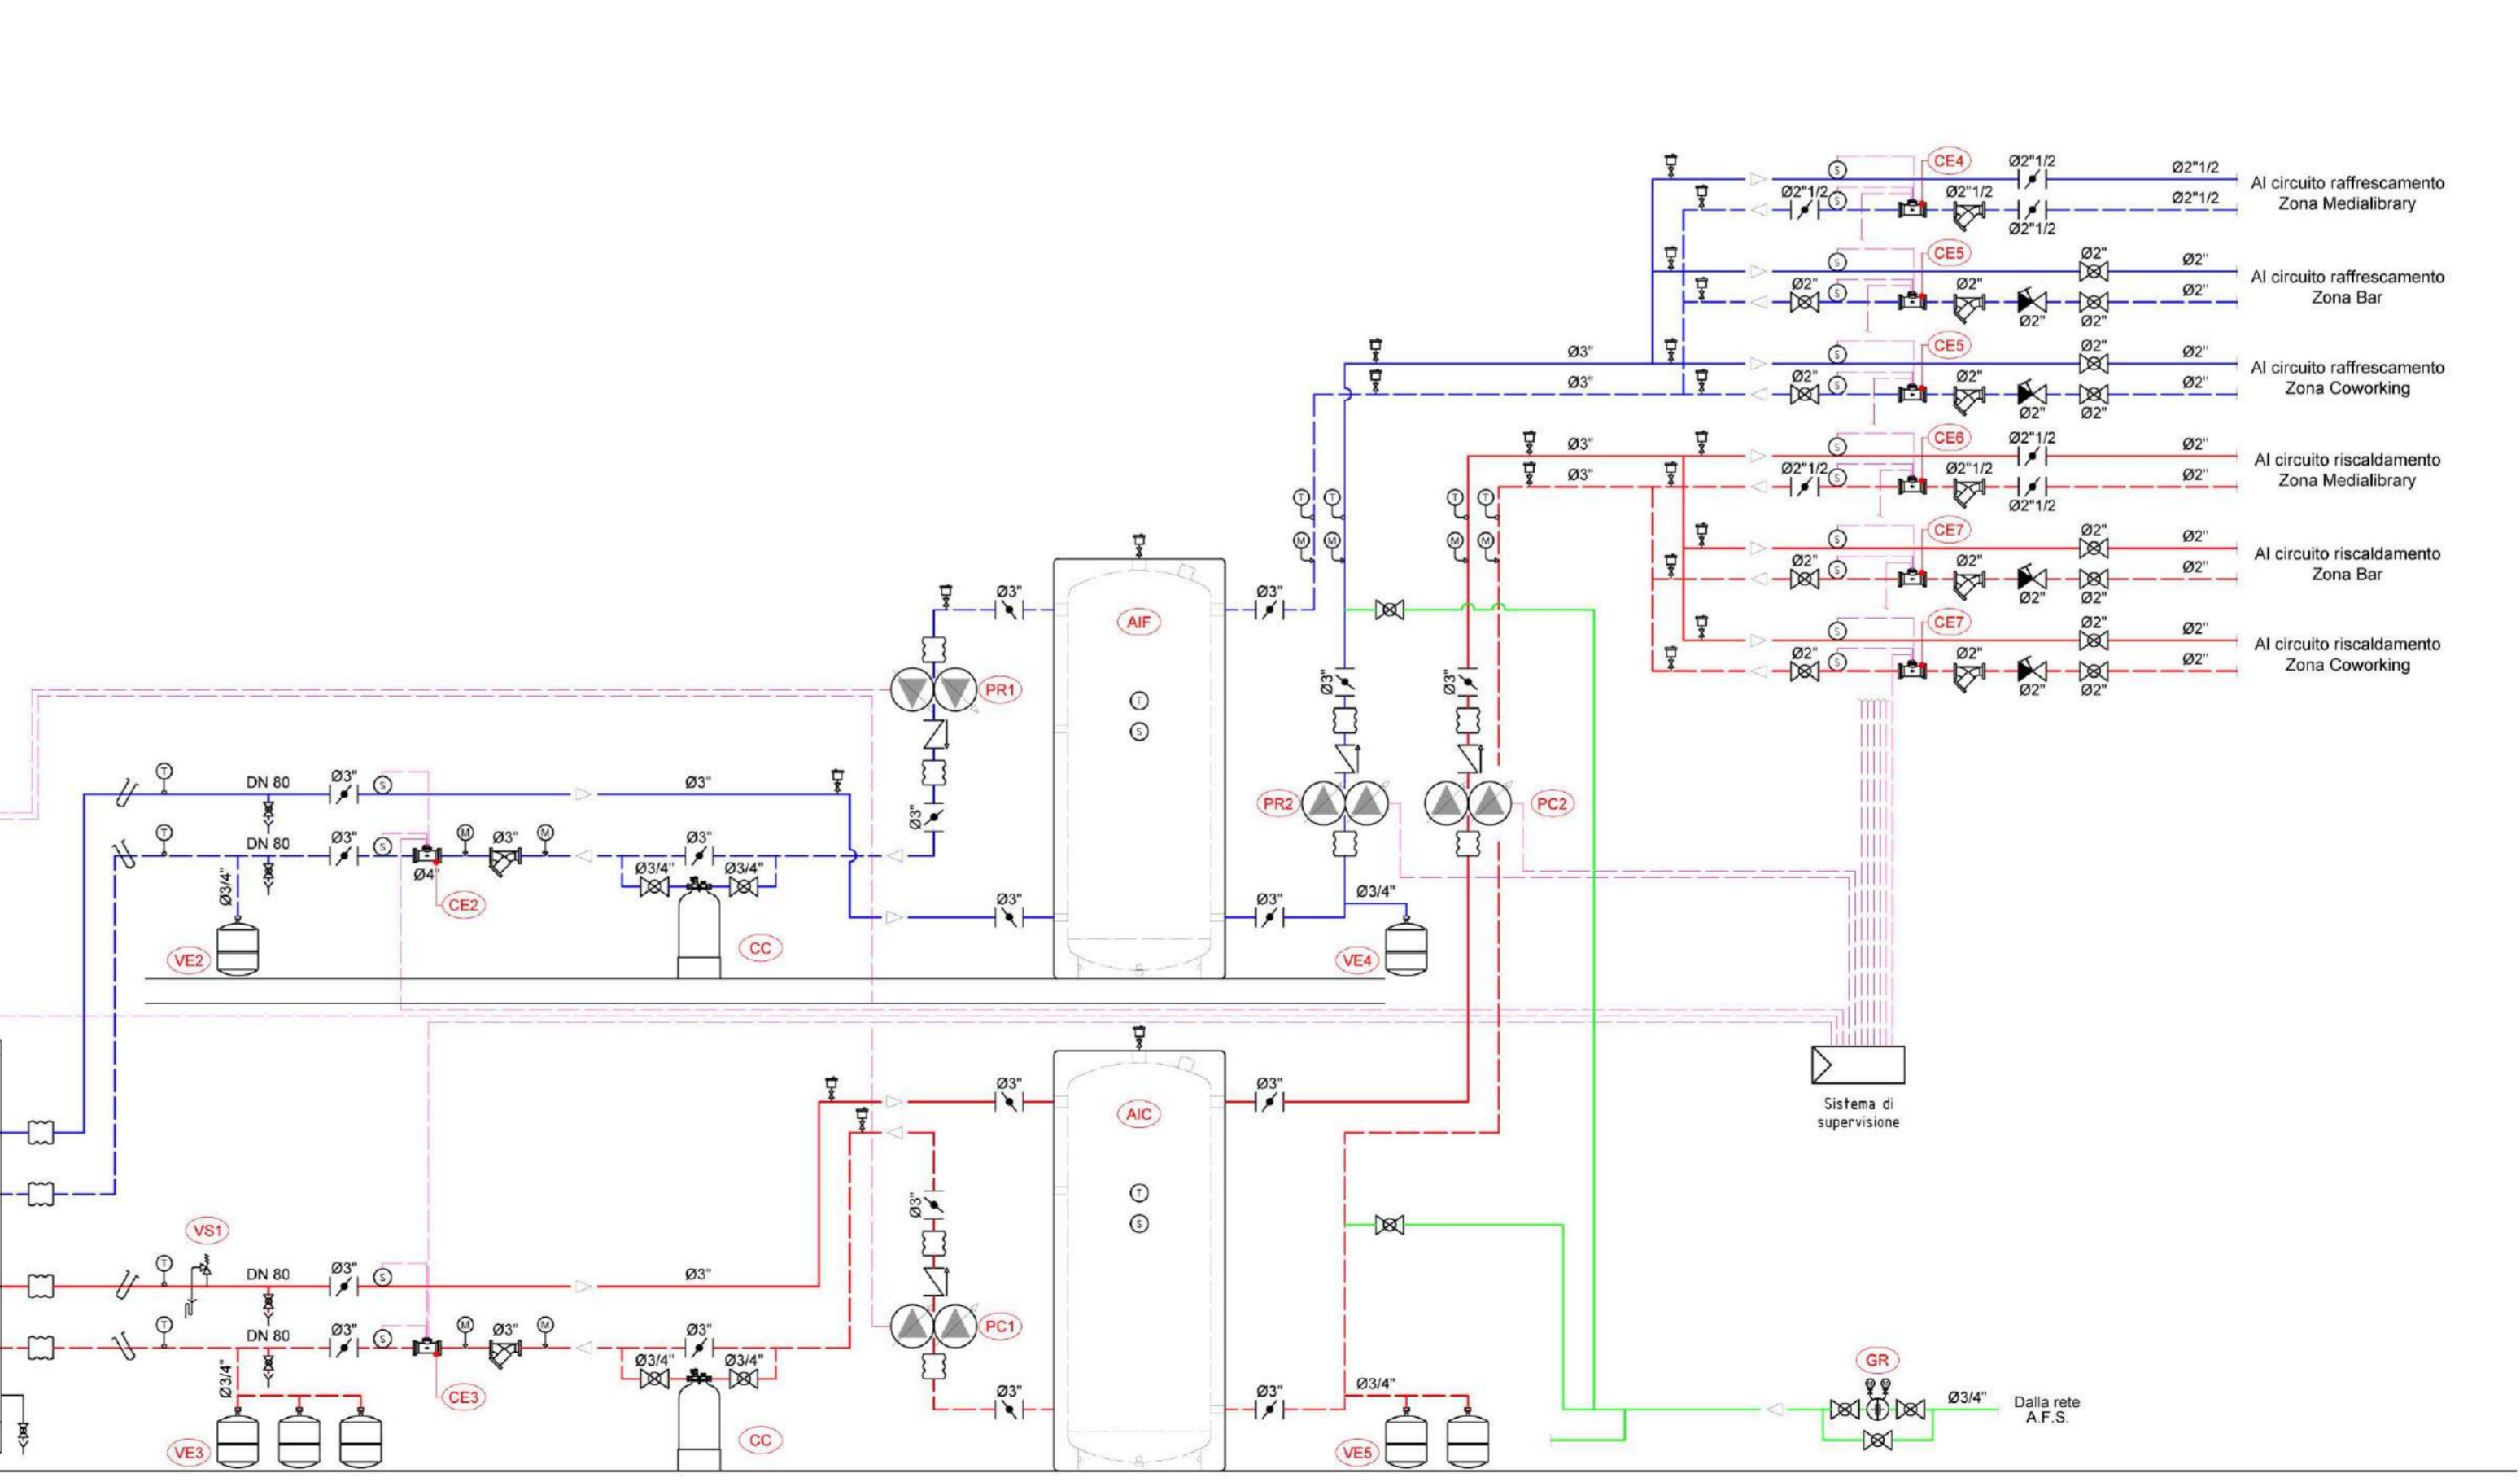 CE4
Ø2"1/2
Ø2"1/2
Al circuito raffrescamento
Zona Medialibrary
S
Ø2"1/2
S
Ø2"1/2
Ø2"1/2
Ø2"1/2
CE5
Ø2"
Ø2"
Al circuito raffrescamento
Zona Bar
S
Ø2"
S
Ø2"
Ø2"
Ø2"
Ø2"
CE5
Ø2"
Ø2"
Al circuito raffrescamento
Zona Coworking
Ø3"
S
Ø3"
Ø2"
S
Ø2"
Ø2"
Ø2"
Ø2"
CE6
Ø2"1/2
Ø2"
Al circuito riscaldamento
Zona Medialibrary
Ø3"
S
Ø3"
Ø2"1/2
S
Ø2"1/2
Ø2"
Ø2"1/2
T
T
T
T
M
M
M
M
CE7
Ø2"
Ø2"
Al circuito riscaldamento
Zona Bar
S
Ø2"
S
Ø2"
Ø2"
Ø2"
Ø2"
CE7
Ø2"
Ø2"
Al circuito riscaldamento
Zona Coworking
S
Ø2"
S
Ø2"
Ø2"
Ø2"
Ø2"
Ø3"
AIF
Ø3"
PR1
T
S
Ø3"
Ø3"
Ø3"
PR2
PC2
T
DN 80
Ø3"
S
Ø3"
T
DN 80
Ø3"
S
M
Ø3"
M
Ø3"
Ø4"
Ø3/4"
Ø3/4"
Ø3/4"
CE2
VE2
CC
Ø3"
Ø3"
Ø3/4"
VE4
Sistema di
supervisione
Ø3"
AIC
Ø3"
T
S
Ø3"
PC1
VS1
T
DN 80
Ø3"
S
Ø3"
T
DN 80
Ø3"
S
M
Ø3"
M
Ø3"
Ø3/4"
Ø3/4"
Ø3/4"
CE3
VE3
CC
Ø3"
Ø3"
Ø3/4"
VE5
GR
Ø3/4"
Dalla rete
A.F.S.